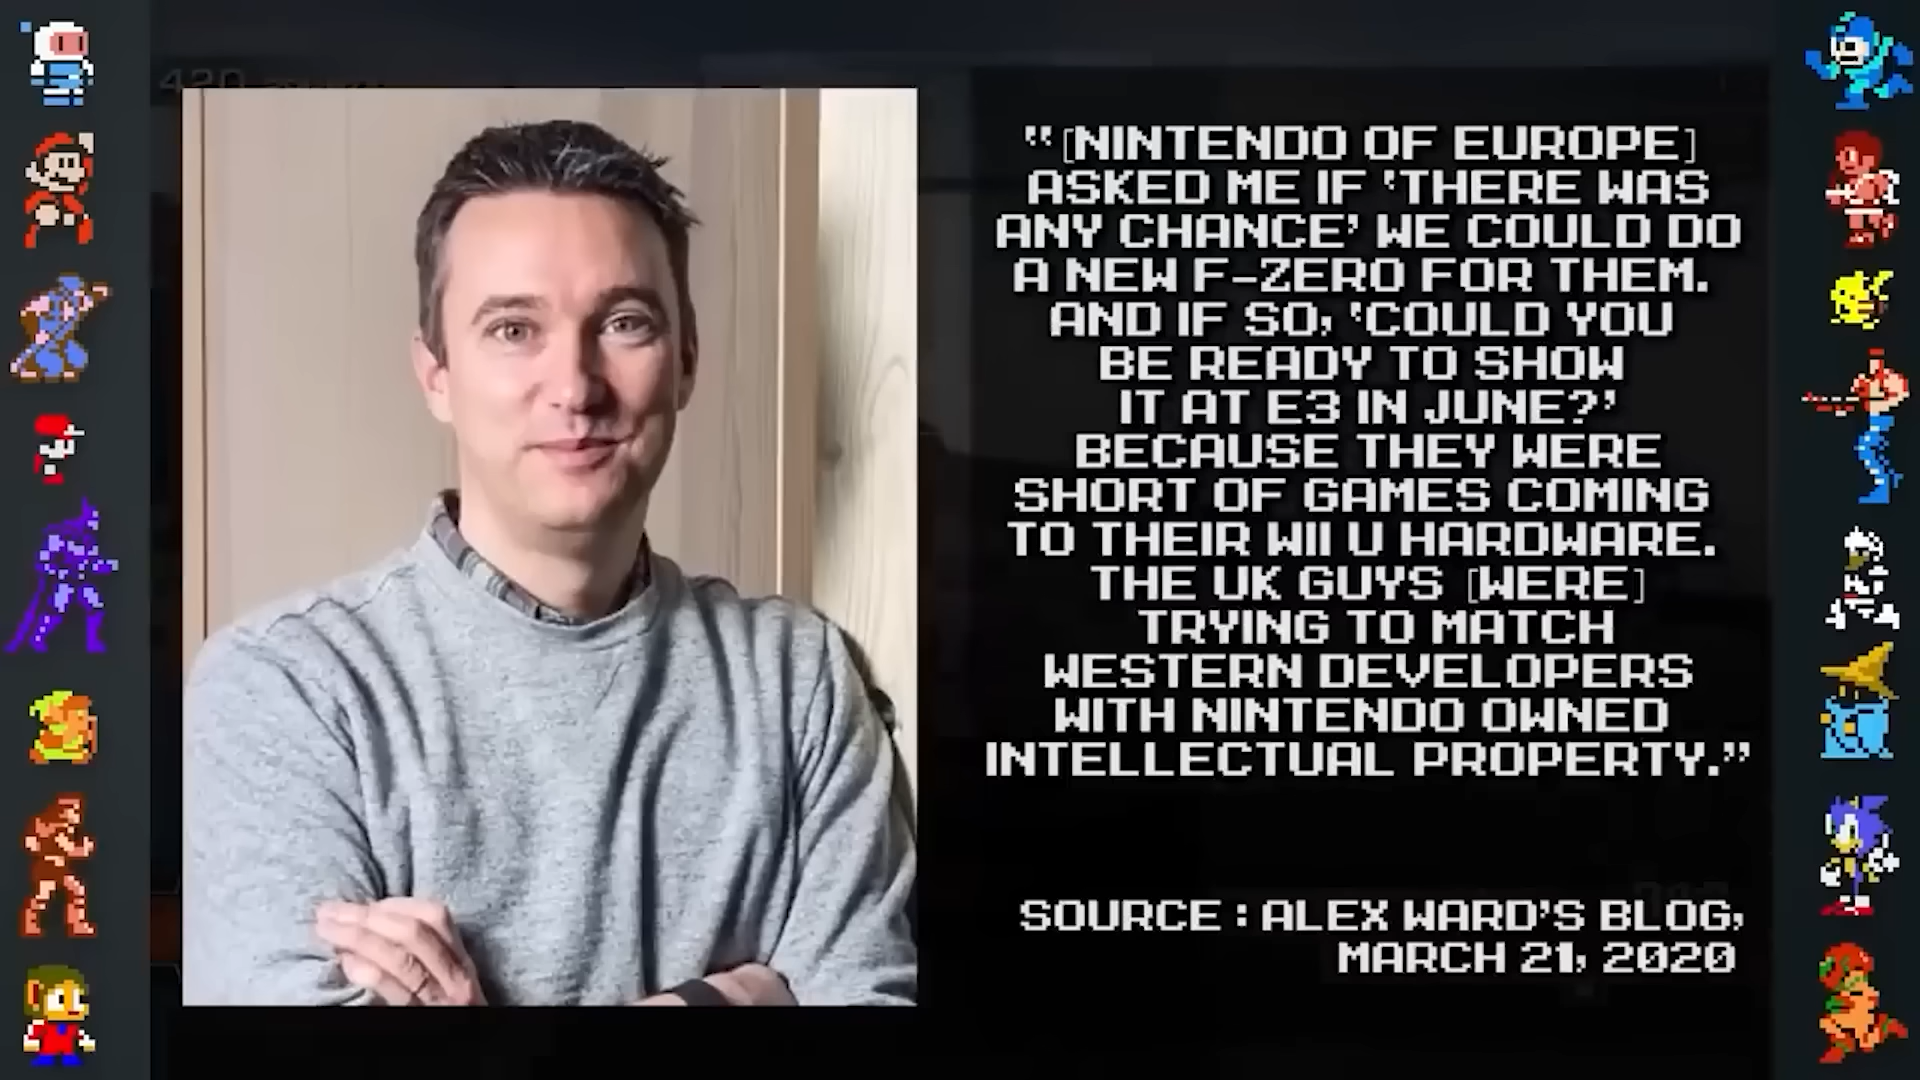 420
"[NINTENDO OF EUROPE]
ASKED ME IF 'THERE WAS
ANY CHANCE' WE COULD DO
A NEW F-ZERO FOR THEM.
AND IF SO, 'COULD YOU
BE READY TO SHOW
IT AT E3 IN JUNE?'
BECAUSE THEY WERE
SHORT OF GAMES COMING
TO THEIR WII U HARDWARE.
THE UK GUYS [WERE]
TRYING TO MATCH
WESTERN DEVELOPERS
WITH NINTENDO OWNED
INTELLECTUAL PROPERTY."
SOURCE : ALEX WARD'S BLOG,
MARCH 21, 2020